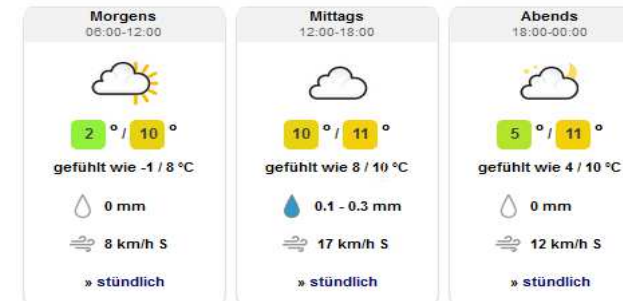 Morgens
06:00-12:00
2 ° / 10 °
gefühlt wie -1 / 8 °C
0 mm
8 km/h S
» stündlich
Mittags
12:00-18:00
10 ° / 11 °
gefühlt wie 8 / 10 °C
0.1 - 0.3 mm
17 km/h S
» stündlich
Abends
18:00-00:00
5 ° / 11 °
gefühlt wie 4 / 10 °C
0 mm
12 km/h S
» stündlich